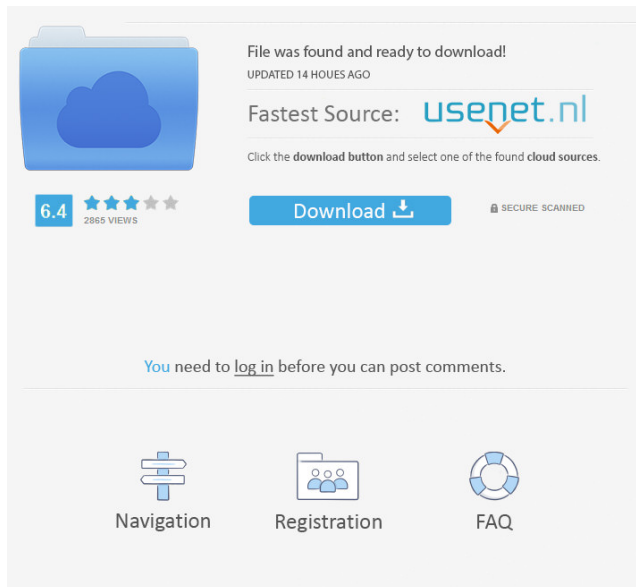 File was found and ready to download!
UPDATED 14 HOUES AGO
Fastest Source: usenet.nl
Click the download button and select one of the found cloud sources.
6.4
2865 VIEWS
Download
SECURE SCANNED
You need to log in before you can post comments.
Navigation
Registration
FAQ